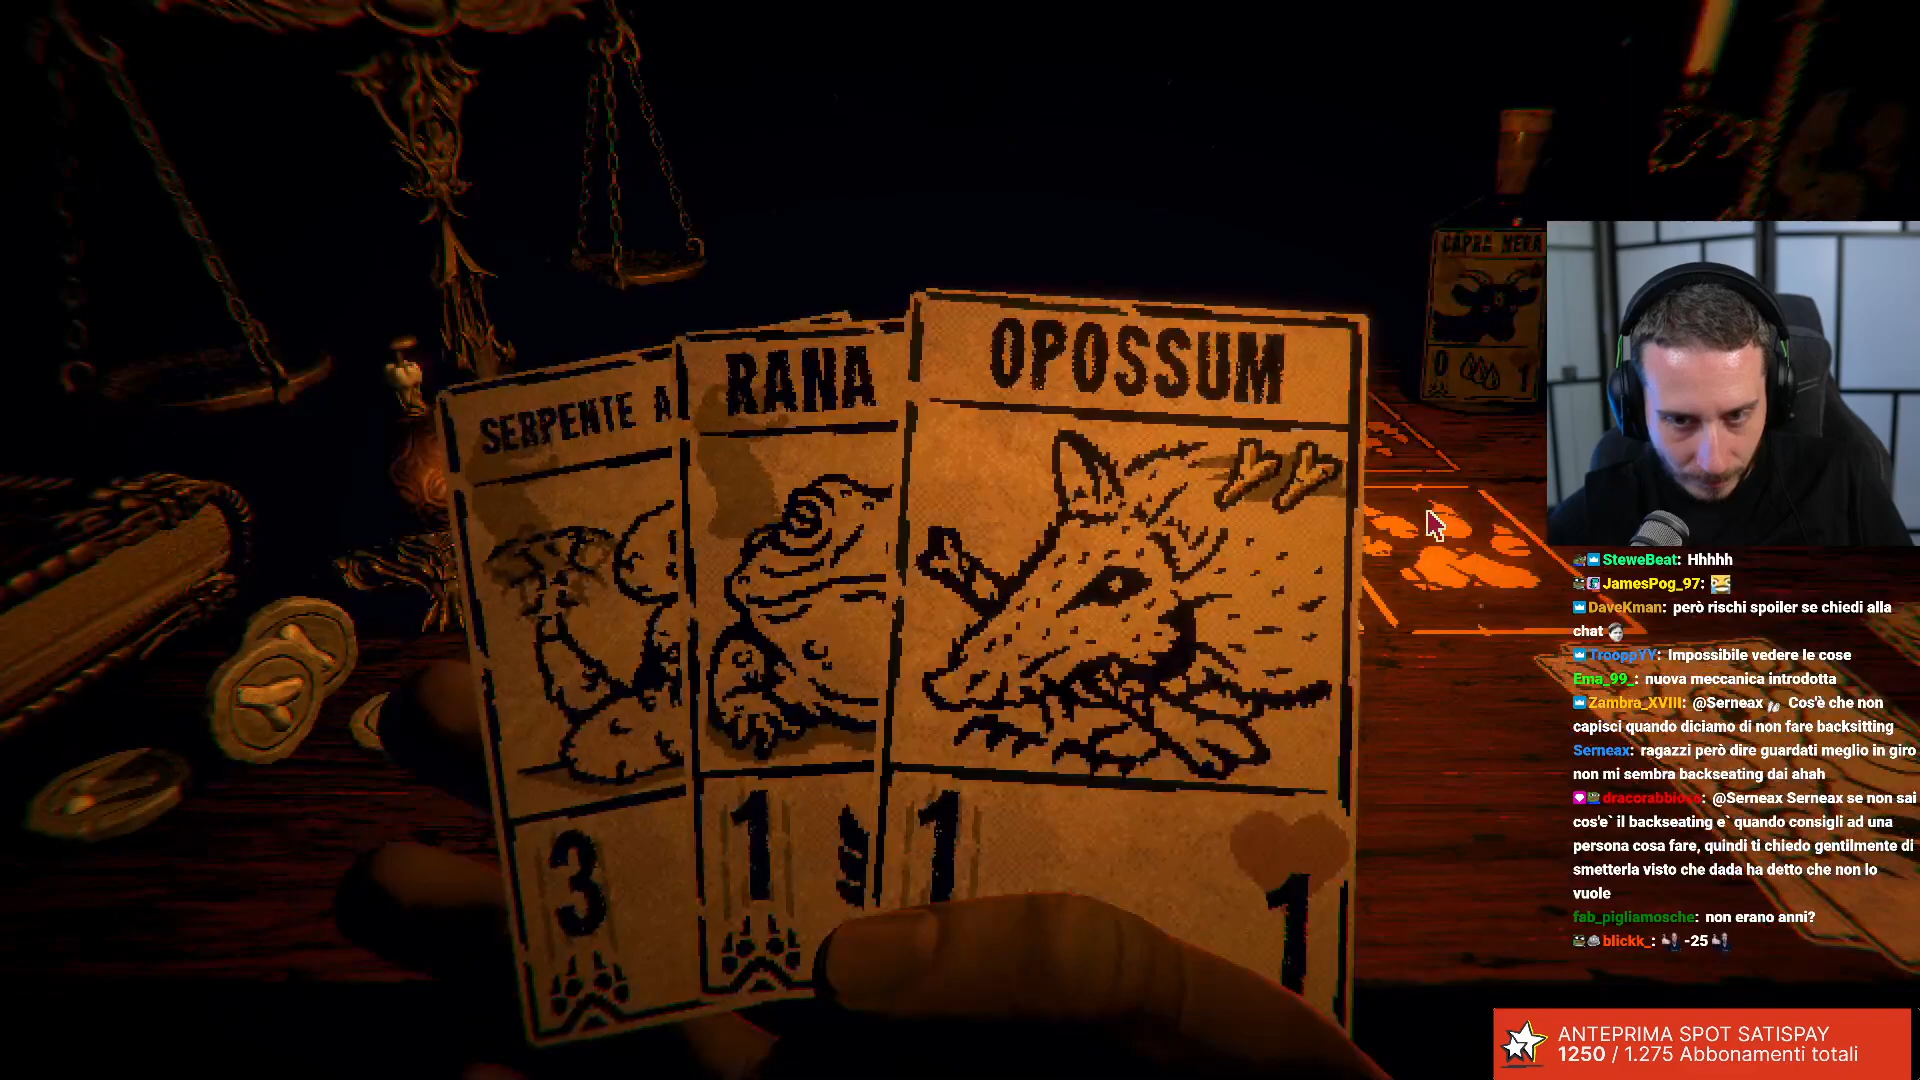 CAPRA NERA
0
1
SERPENTE A
RANA
OPOSSUM
3
1
1
1
SteweBeat: Hhhhh
JamesPog_97:
DaveKman: però rischi spoiler se chiedi alla
chat
TrooppYY: Impossibile vedere le cose
Ema_99_: nuova meccanica introdotta
Zambra_XVIII: @Serneax Cos'è che non
capisci quando diciamo di non fare backsitting
Serneax: ragazzi però dire guardati meglio in giro
non mi sembra backseating dai ahah
@Serneax Serneax se non sai
cos'e` il backseating e` quando consigli ad una
persona cosa fare, quindi ti chiedo gentilmente di
smetterla visto che dada ha detto che non lo
vuole
fab_pigliamosche: non erano anni?
blickk_: -25
ANTEPRIMA SPOT SATISPAY
1250 / 1.275 Abbonamenti totali